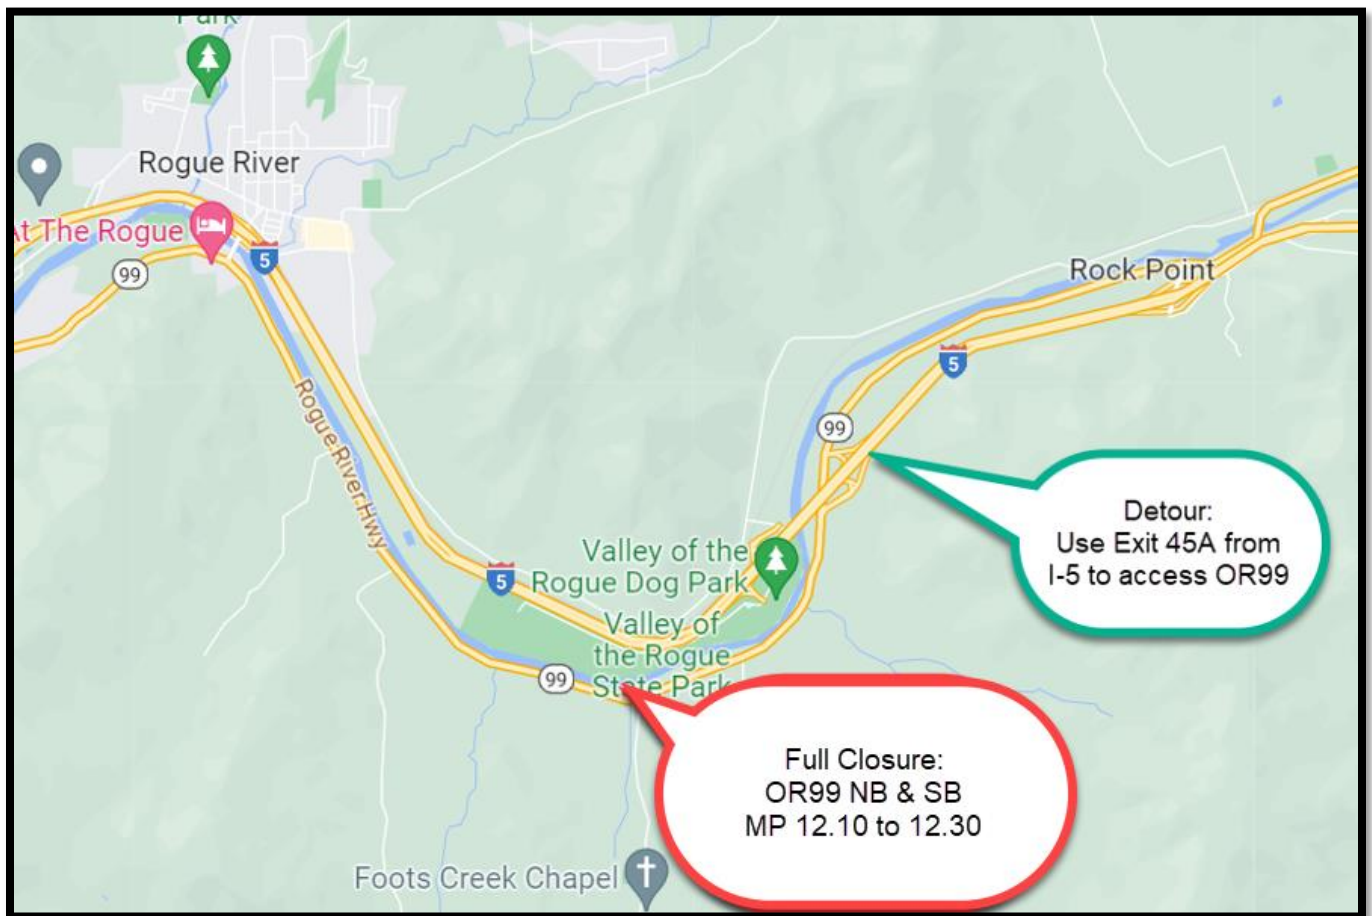 Park
Rogue River
At The Rogue
99
5
Rock Point
5
Rogue River Hwy
99
Detour:
Use Exit 45A from
I-5 to access OR99
Valley of the
Rogue Dog Park
5
Valley of
the Rogue
State Park
99
Full Closure:
OR99 NB & SB
MP 12.10 to 12.30
Foots Creek Chapel